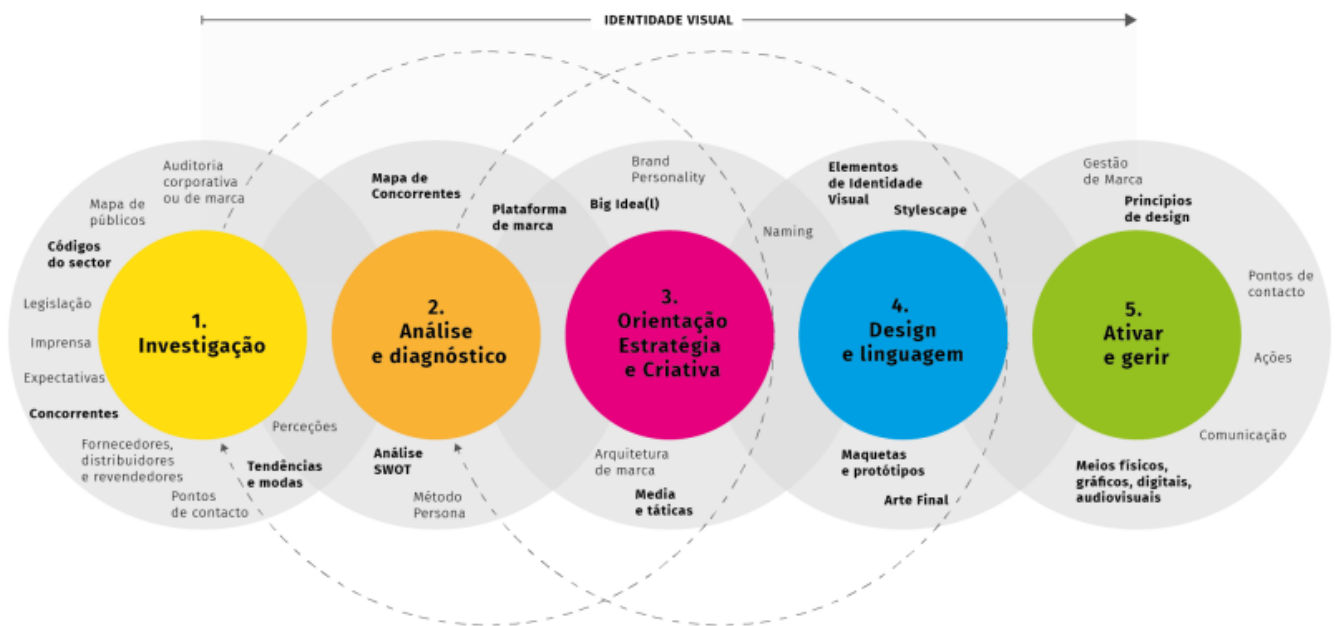 IDENTIDADE VISUAL
Auditoria
corporativa
ou de marca
Mapa de
públicos
Códigos
do sector
Legislação
Imprensa
Expectativas
Concorrentes
Fornecedores,
distribuidores
e revendedores
Pontos
de contacto
1.
Investigação
Perceções
Tendências
e modas
Mapa de
Concorrentes
Plataforma
de marca
2.
Análise
e diagnóstico
Análise
SWOT
Método
Persona
Brand
Personality
Big Idea(l)
Naming
3.
Orientação
Estratégia
e Criativa
Arquitetura
de marca
Media
e táticas
Elementos
de Identidade
Visual
Stylescape
4.
Design
e linguagem
Maquetas
e protótipos
Arte Final
Gestão
de Marca
Princípios
de design
5.
Ativar
e gerir
Pontos de
contacto
Ações
Comunicação
Meios físicos,
gráficos, digitais,
audiovisuais